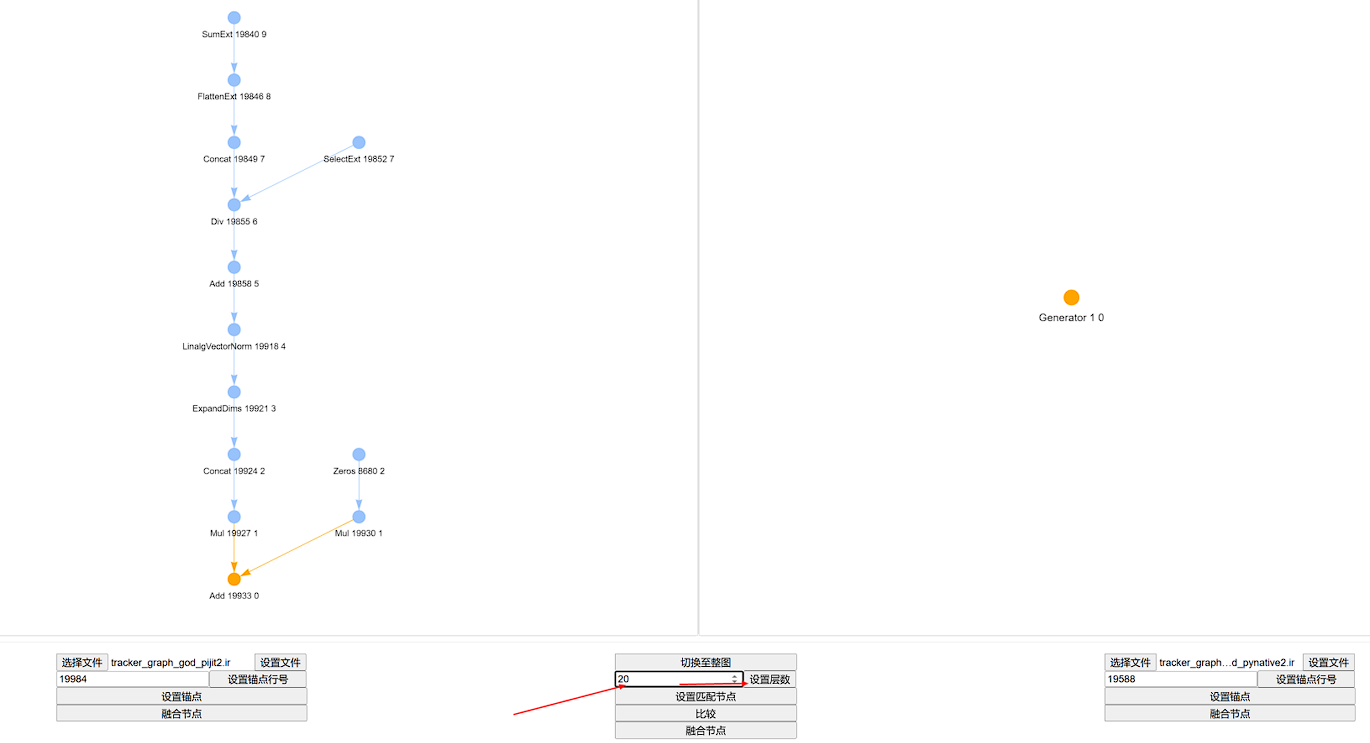 SumExt 19840 9
FlattenExt 19846 8
Concat 19849 7
SelectExt 19852 7
Div 19855 6
Add 19858 5
Generator 1 0
LinalgVectorNorm 19918 4
ExpandDims 19921 3
Concat 19924 2
Zeros 8680 2
Mul 19927 1
Mul 19930 1
Add 19933 0
选择文件 tracker_graph_god_pijit2.ir 设置文件
19984 设置锚点行号
设置锚点
融合节点
切换至整图
20 设置层数
设置匹配节点
比较
融合节点
选择文件 tracker_graph…d_pynative2.ir 设置文件
19588 设置锚点行号
设置锚点
融合节点